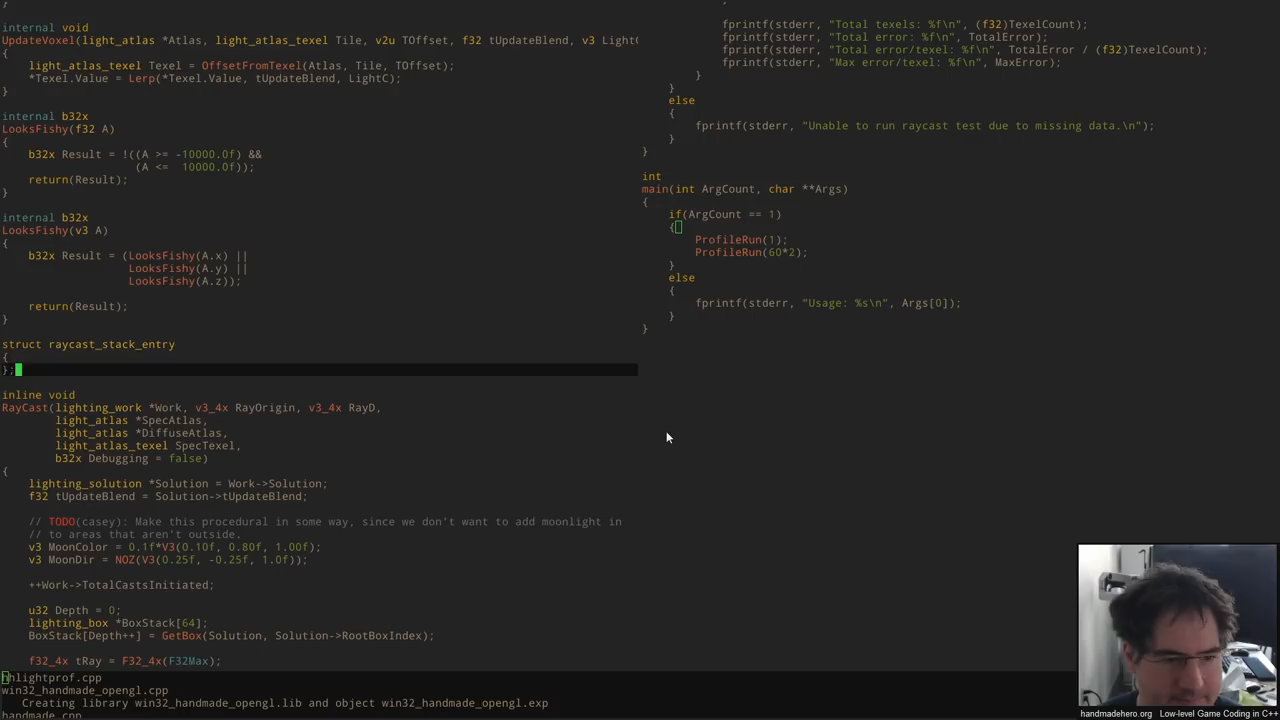 internal void
UpdateVoxel(light_atlas *Atlas, light_atlas_texel Tile, v2u TOffset, f32 tUpdateBlend, v3 Light
{
light_atlas_texel Texel = OffsetFromTexel(Atlas, Tile, TOffset);
*Texel.Value = Lerp(*Texel.Value, tUpdateBlend, LightC);
}
internal b32x
LooksFishy(f32 A)
{
b32x Result = !((A >= -10000.0f) &&
(A <=  10000.0f));
return(Result);
}
internal b32x
LooksFishy(v3 A)
{
b32x Result = (LooksFishy(A.x) ||
LooksFishy(A.y) ||
LooksFishy(A.z));
return(Result);
}
struct raycast_stack_entry
{
};
inline void
RayCast(lighting_work *Work, v3_4x RayOrigin, v3_4x RayD,
light_atlas *SpecAtlas,
light_atlas *DiffuseAtlas,
light_atlas_texel SpecTexel,
b32x Debugging = false)
{
lighting_solution *Solution = Work->Solution;
f32 tUpdateBlend = Solution->tUpdateBlend;
// TODO(casey): Make this procedural in some way, since we don't want to add moonlight in
// to areas that aren't outside.
v3 MoonColor = 0.1f*V3(0.10f, 0.80f, 1.00f);
v3 MoonDir = NOZ(V3(0.25f, -0.25f, 1.0f));
++Work->TotalCastsInitiated;
u32 Depth = 0;
lighting_box *BoxStack[64];
BoxStack[Depth++] = GetBox(Solution, Solution->RootBoxIndex);
f32_4x tRay = F32_4x(F32Max);
fprintf(stderr, "Total texels: %f\n", (f32)TexelCount);
fprintf(stderr, "Total error: %f\n", TotalError);
fprintf(stderr, "Total error/texel: %f\n", TotalError / (f32)TexelCount);
fprintf(stderr, "Max error/texel: %f\n", MaxError);
}
}
else
{
fprintf(stderr, "Unable to run raycast test due to missing data.\n");
}
}
int
main(int ArgCount, char **Args)
{
if(ArgCount == 1)
{
ProfileRun(1);
ProfileRun(60*2);
}
else
{
fprintf(stderr, "Usage: %s\n", Args[0]);
}
}
hhlightprof.cpp
win32_handmade_opengl.cpp
Creating library win32_handmade_opengl.lib and object win32_handmade_opengl.exp
handmade.cpp
handmadehero.org  Low-level Game Coding in C++